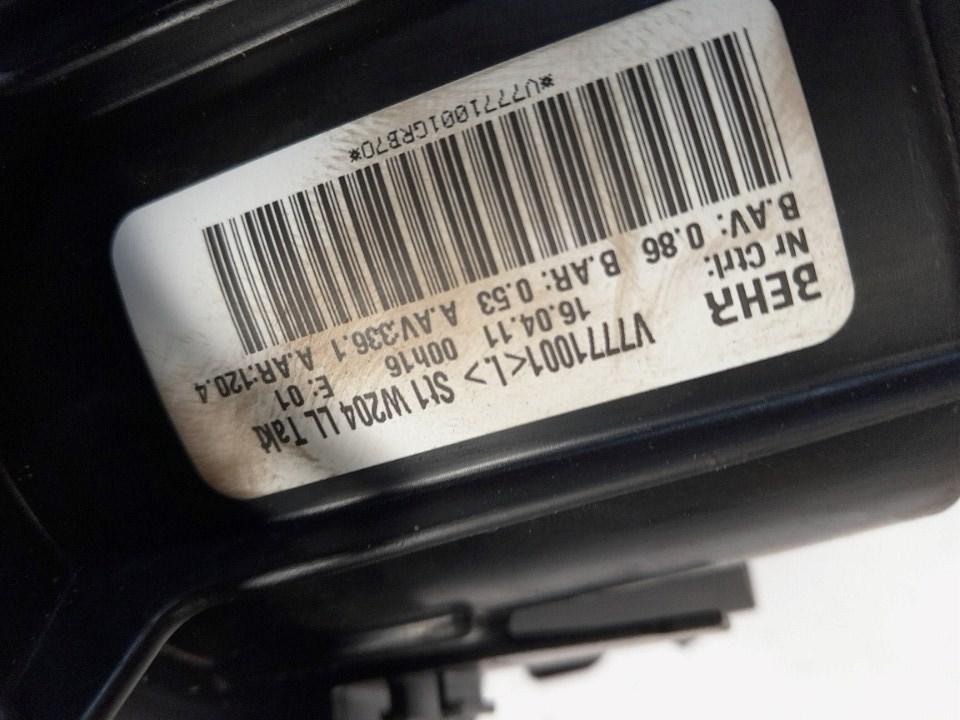 BEHR V7771001<L> St1 W204 LL Takt
Nr Ctrl: 16.04.11 00h16 E: 01
B.AV: 0.86 B.AR: 0.53 A.AV:336.1 A.AR:120.4
*V7771001GRB70*